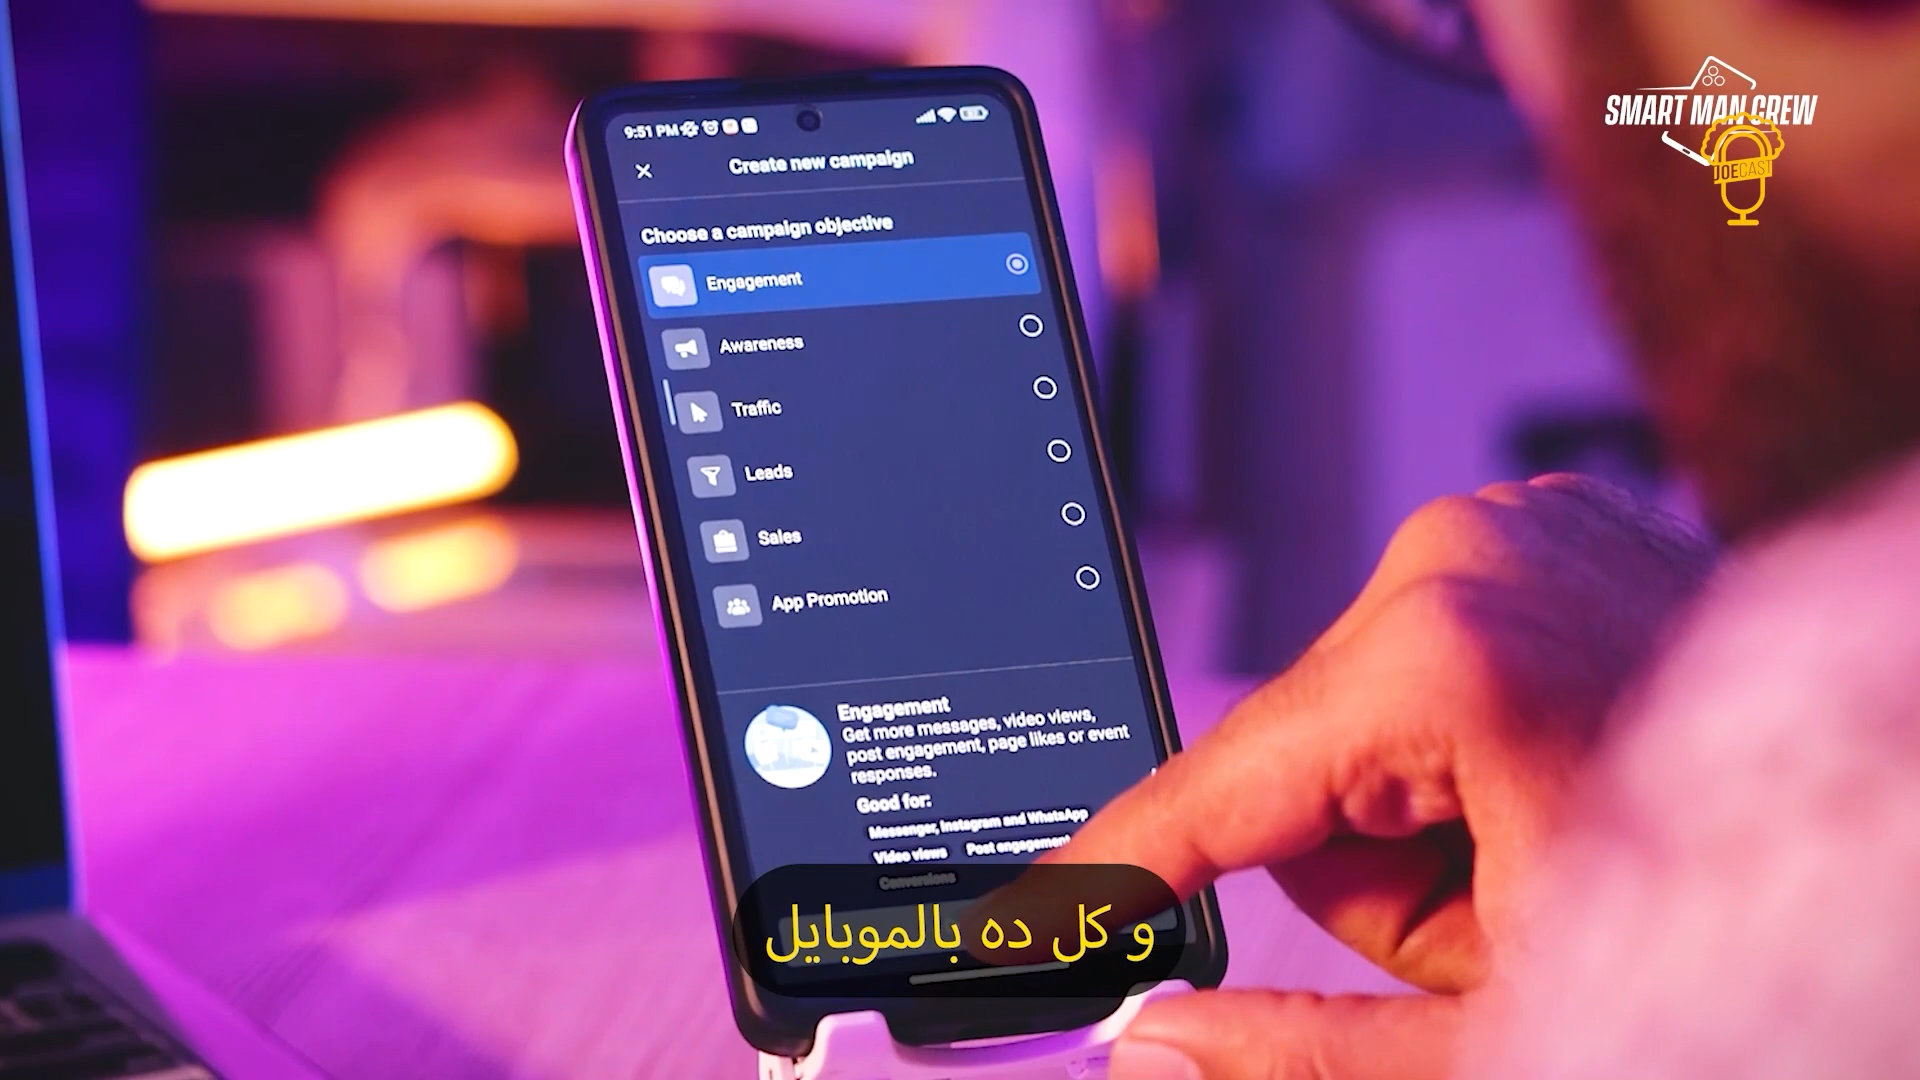 SMART MAN CREW
JOECAST
9:51 PM
Create new campaign
Choose a campaign objective
Engagement
Awareness
Traffic
Leads
Sales
App Promotion
Engagement
Get more messages, video views,
post engagement, page likes or event
responses.
Good for:
Messenger, Instagram and WhatsApp
Video views Post engagement
Conversions
و كل ده بالموبايل